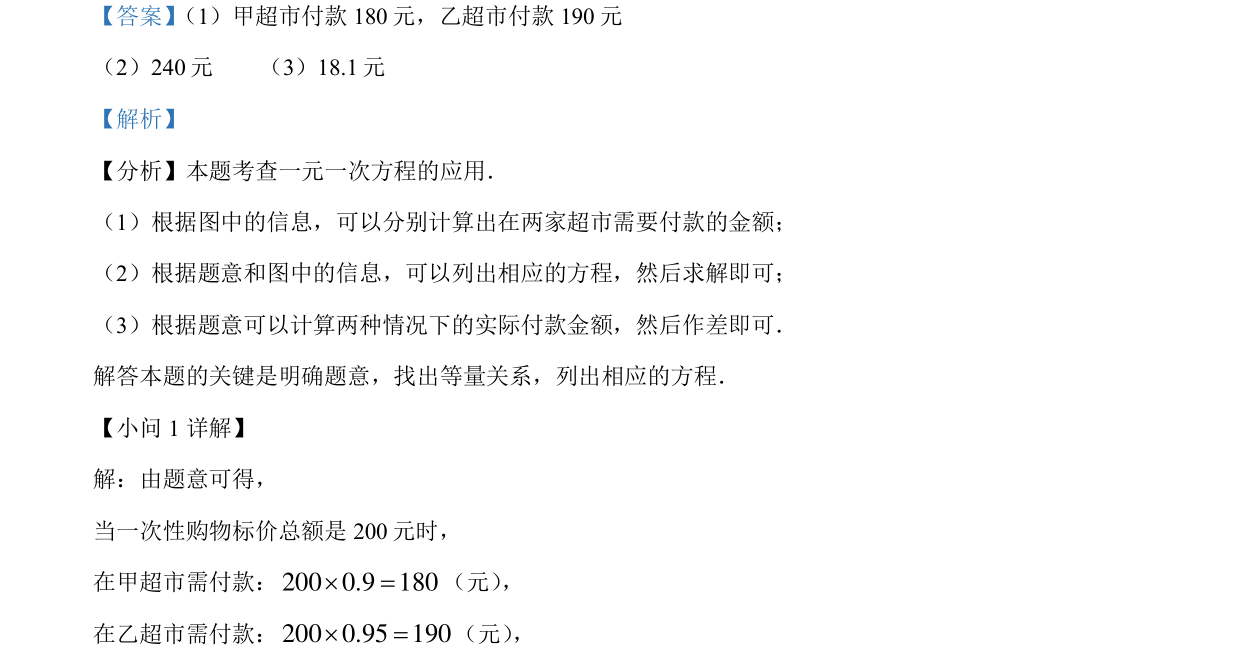 【答案】（1）甲超市付款 180 元，乙超市付款 190 元
（2）240 元　　（3）18.1 元
【解析】
【分析】本题考查一元一次方程的应用．
（1）根据图中的信息，可以分别计算出在两家超市需要付款的金额；
（2）根据题意和图中的信息，可以列出相应的方程，然后求解即可；
（3）根据题意可以计算两种情况下的实际付款金额，然后作差即可．
解答本题的关键是明确题意，找出等量关系，列出相应的方程．
【小问 1 详解】
解：由题意可得，
当一次性购物标价总额是 200 元时，
在甲超市需付款：200×0.9＝180（元），
在乙超市需付款：200×0.95＝190（元），